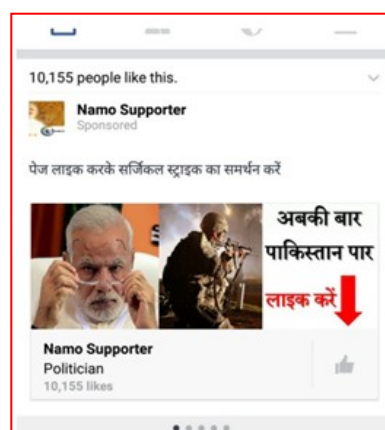 10,155 people like this.
Namo Supporter
Sponsored
पेज लाइक करके सर्जिकल स्ट्राइक का समर्थन करें
अबकी बार
पाकिस्तान पार
लाइक करें
Namo Supporter
Politician
10,155 likes